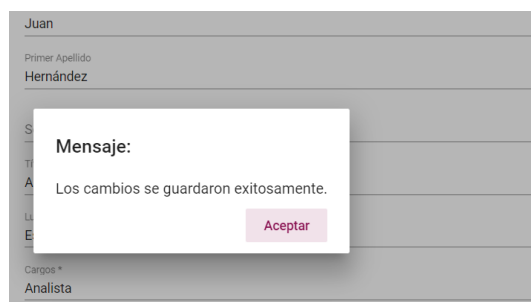 Juan
Primer Apellido
Hernández
Mensaje:
Los cambios se guardaron exitosamente.
Aceptar
Cargos *
Analista